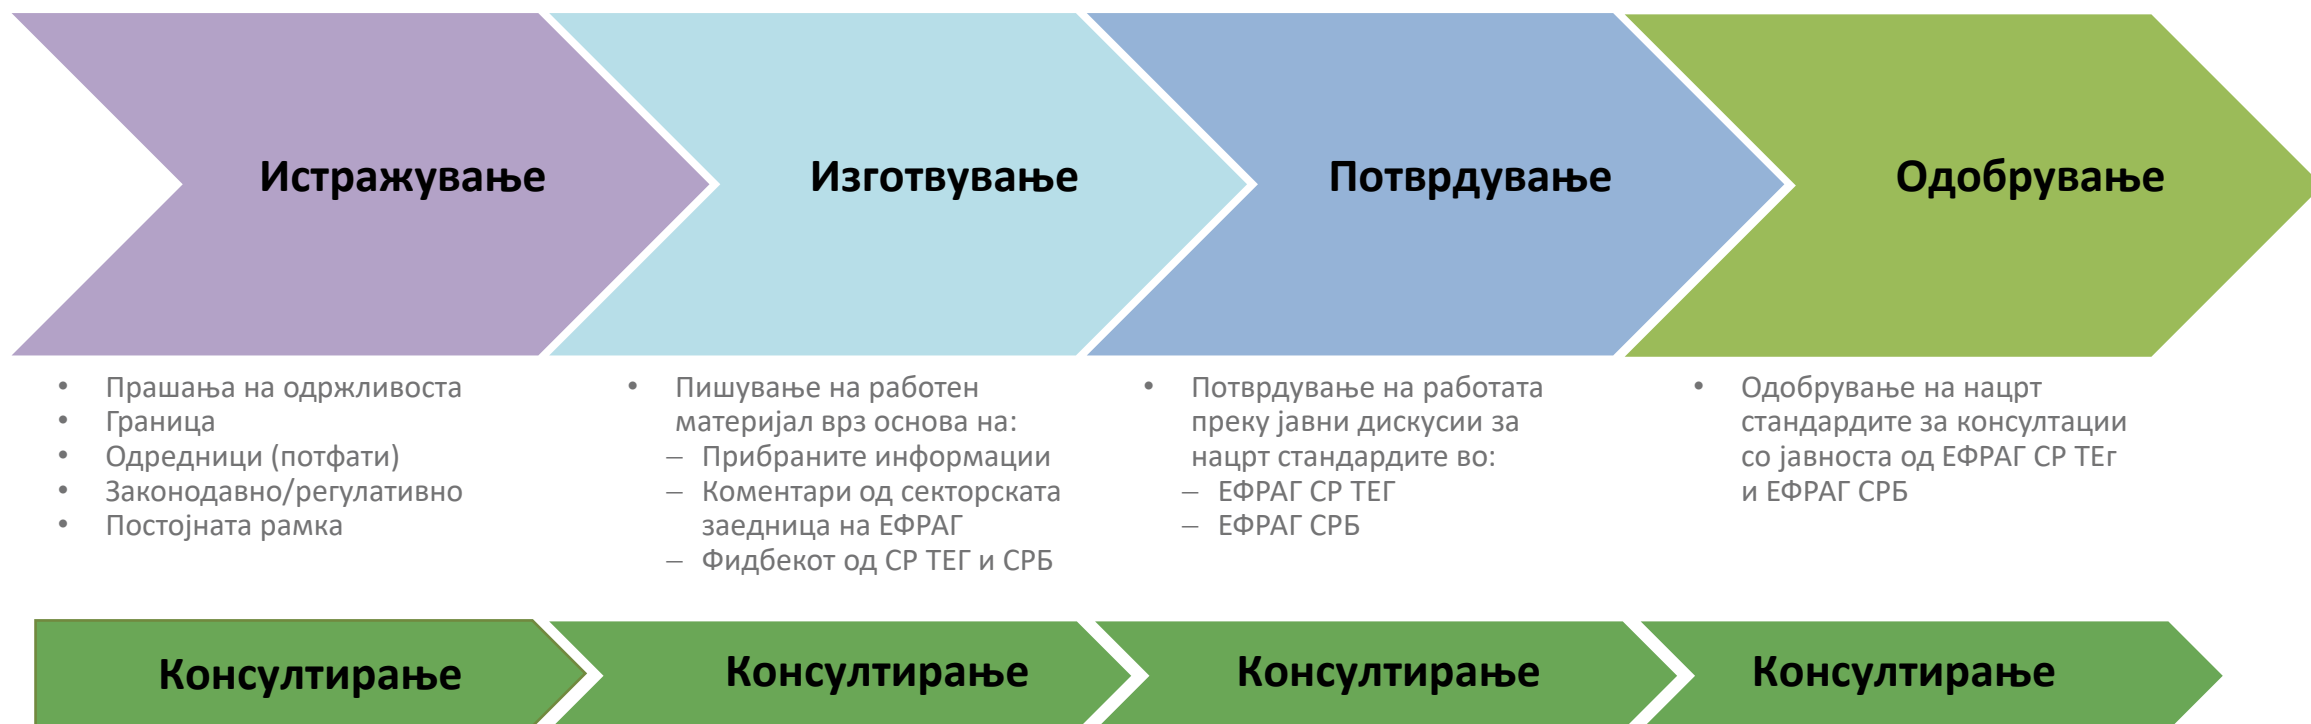 Истражување
Изготвување
Потврдување
Одобрување
• Прашања на одржливоста
• Граница
• Одредници (потфати)
• Законодавно/регулативно
• Постојната рамка
• Пишување на работен
материјал врз основа на:
– Прибраните информации
– Коментари од секторската
заедница на ЕФРАГ
– Фидбекот од СР ТЕГ и СРБ
• Потврдување на работата
преку јавни дискусии за
нацрт стандардите во:
– ЕФРАГ СР ТЕГ
– ЕФРАГ СРБ
• Одобрување на нацрт
стандардите за консултации
со јавноста од ЕФРАГ СР ТЕг
и ЕФРАГ СРБ
Консултирање
Консултирање
Консултирање
Консултирање